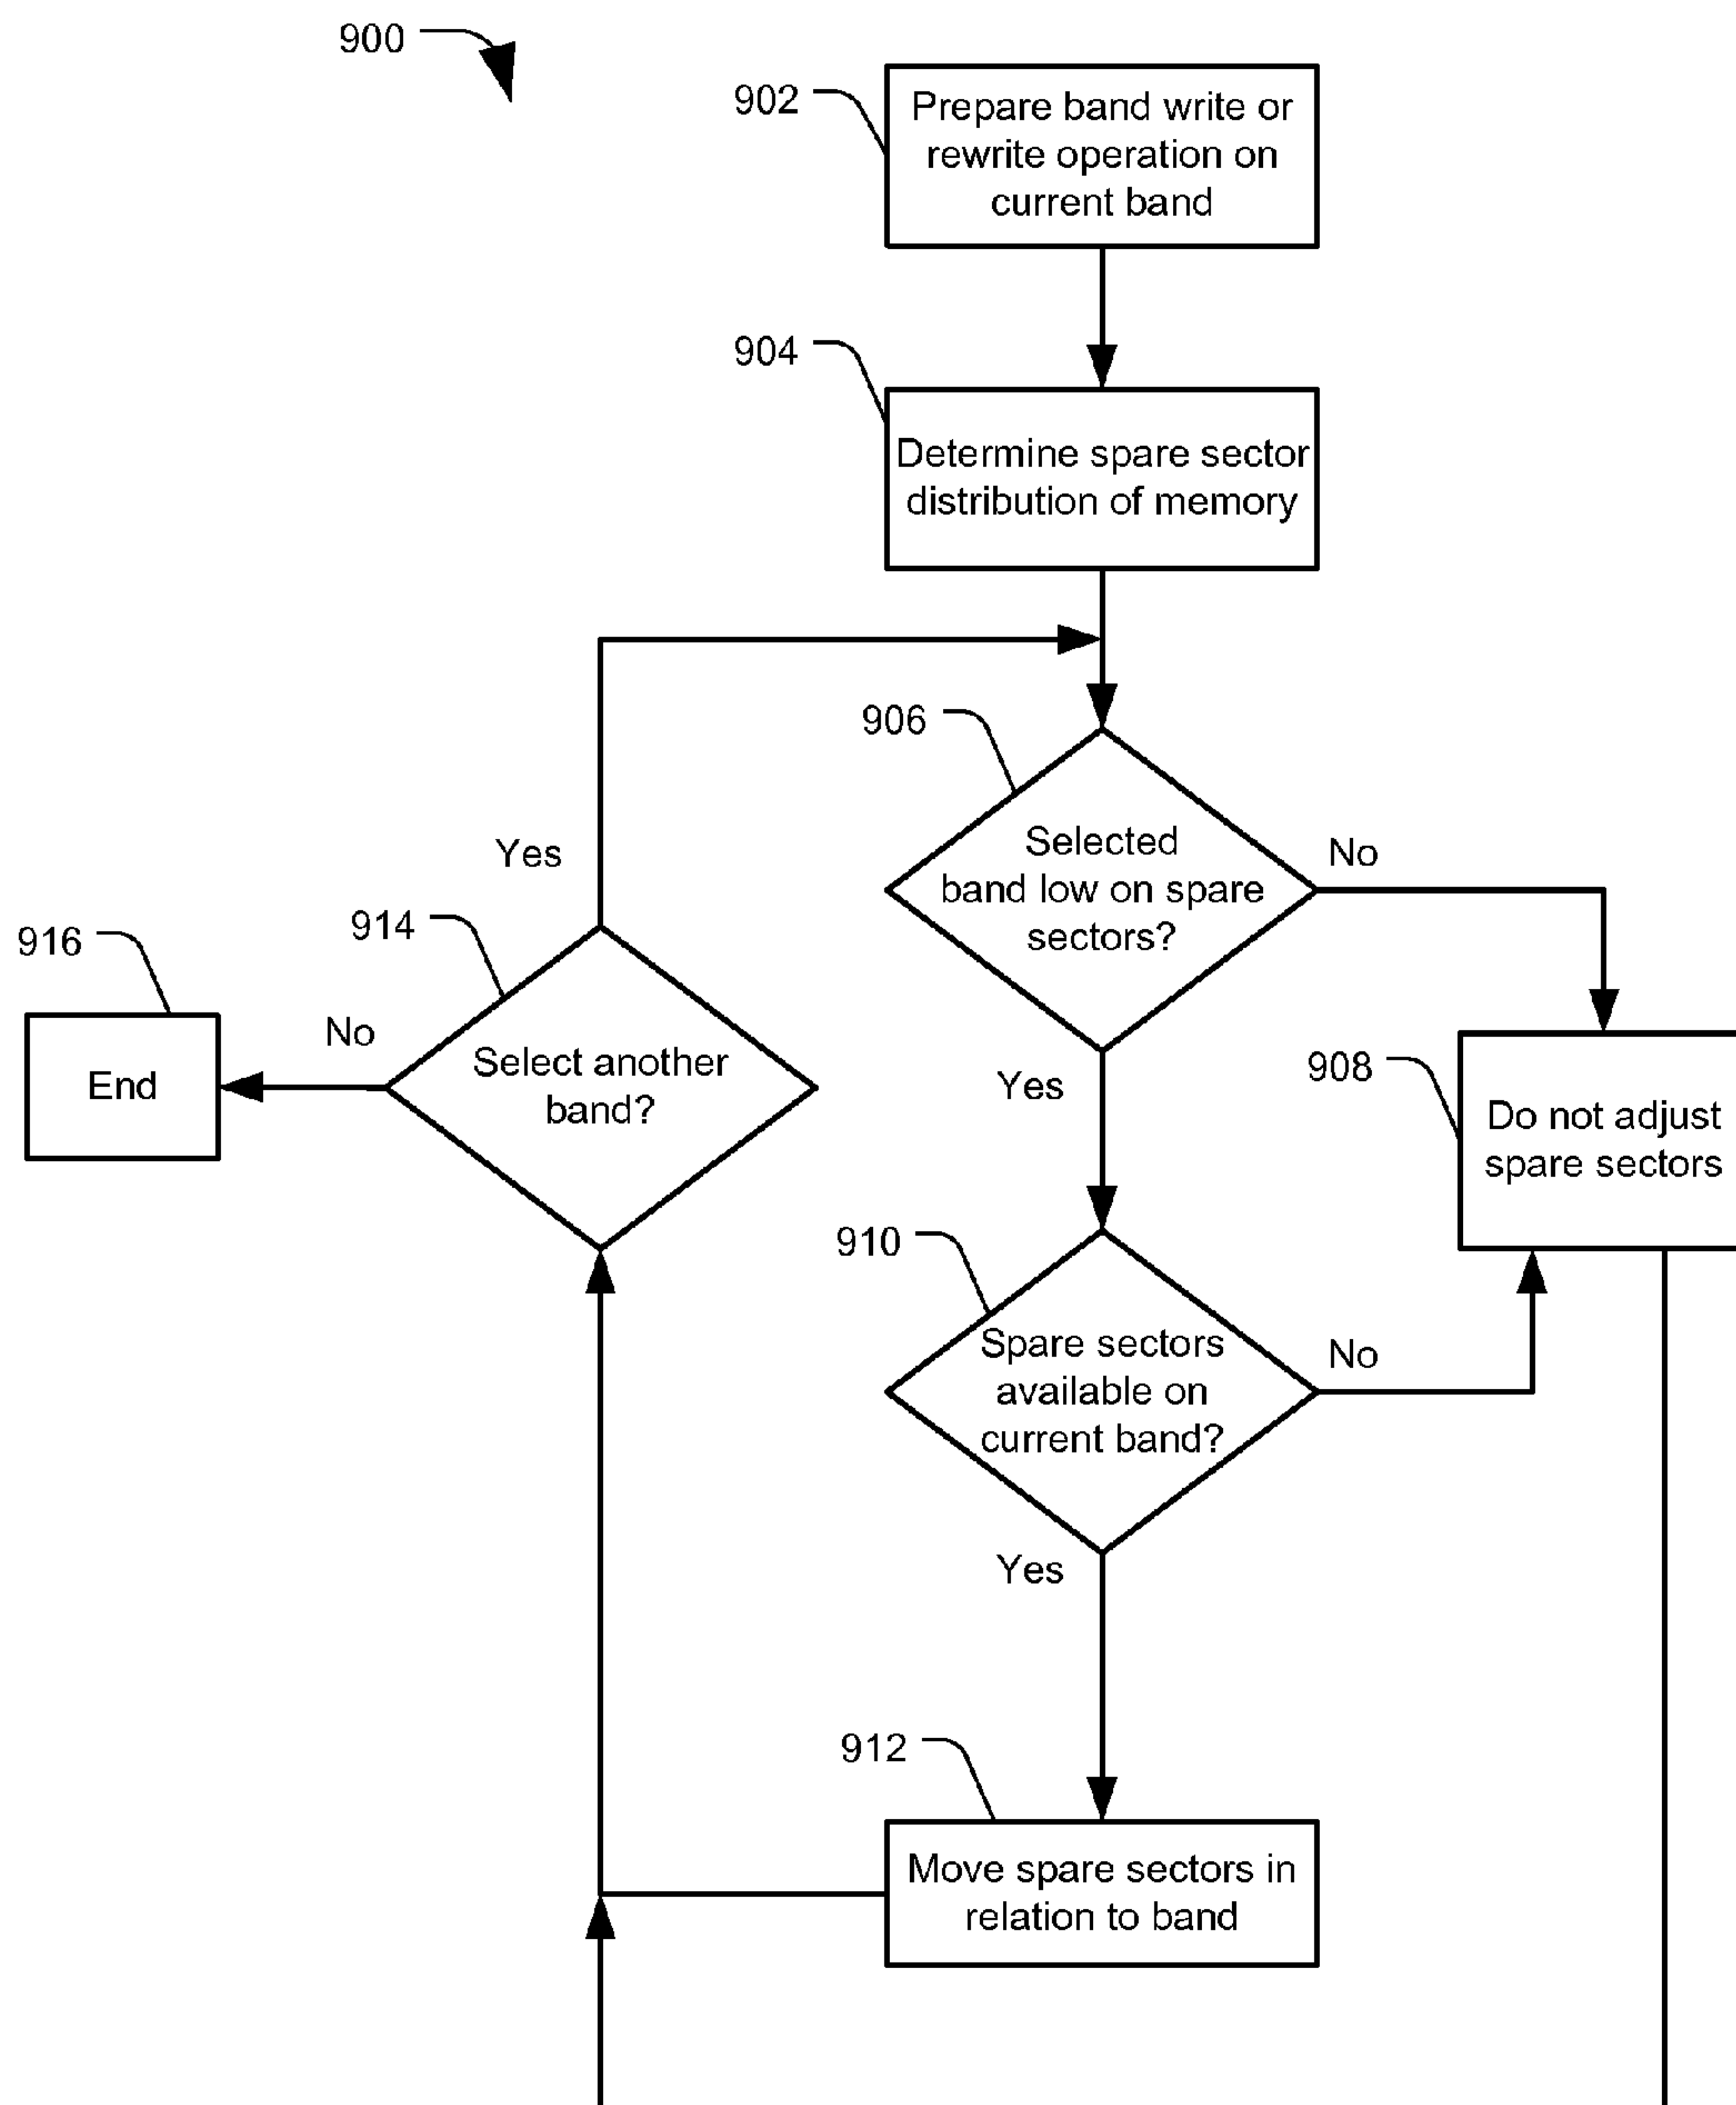 900
902
Prepare band write or
rewrite operation on
current band
904
Determine spare sector
distribution of memory
906
Selected
band low on spare
sectors?
No
Yes
914
916
No
End
Select another
band?
Yes
908
Do not adjust
spare sectors
910
Spare sectors
available on
current band?
No
Yes
912
Move spare sectors in
relation to band